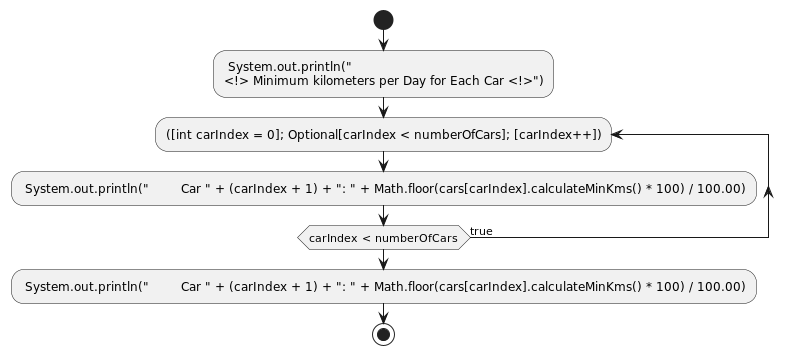 System.out.println("
<!> Minimum kilometers per Day for Each Car <!>")
([int carIndex = 0]; Optional[carIndex < numberOfCars]; [carIndex++])
System.out.println("        Car " + (carIndex + 1) + ": " + Math.floor(cars[carIndex].calculateMinKms() * 100) / 100.00)
carIndex < numberOfCars
true
System.out.println("        Car " + (carIndex + 1) + ": " + Math.floor(cars[carIndex].calculateMinKms() * 100) / 100.00)